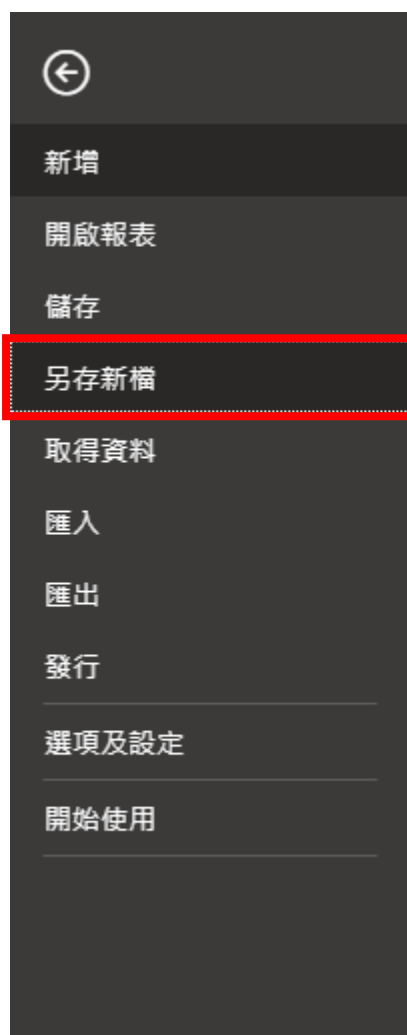 新增
開啟報表
儲存
另存新檔
取得資料
匯入
匯出
發行
選項及設定
開始使用